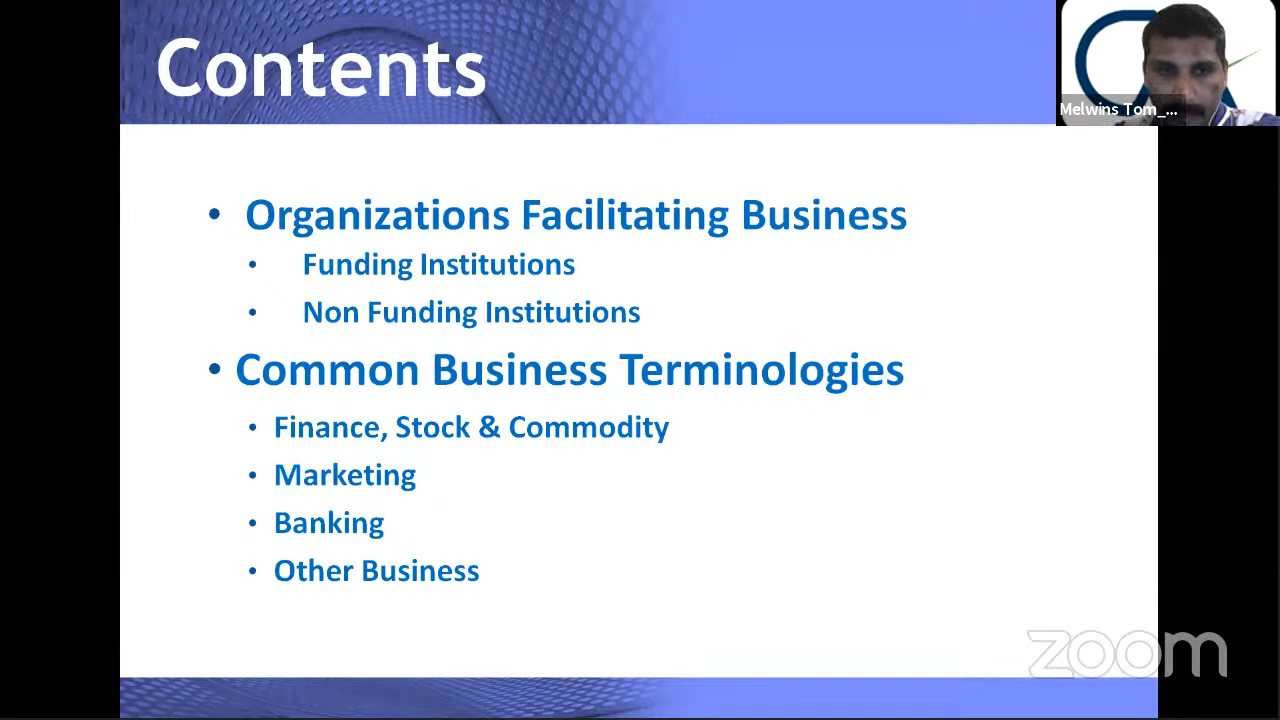 Contents
Melwins Tom_...
• Organizations Facilitating Business
• Funding Institutions
• Non Funding Institutions
• Common Business Terminologies
• Finance, Stock & Commodity
• Marketing
• Banking
• Other Business
zoom